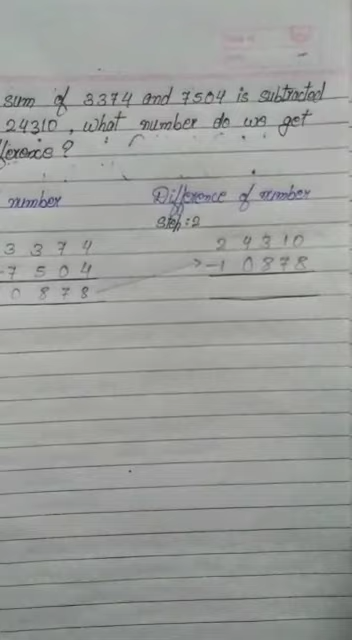 sum of 3374 and 7504 is subtracted
24310, what number do we get
fference?
number
Difference of number
Step:2
3 3 7 4
-7 5 0 4
0 8 7 8
2 4 3 1 0
- 1 0 8 7 8